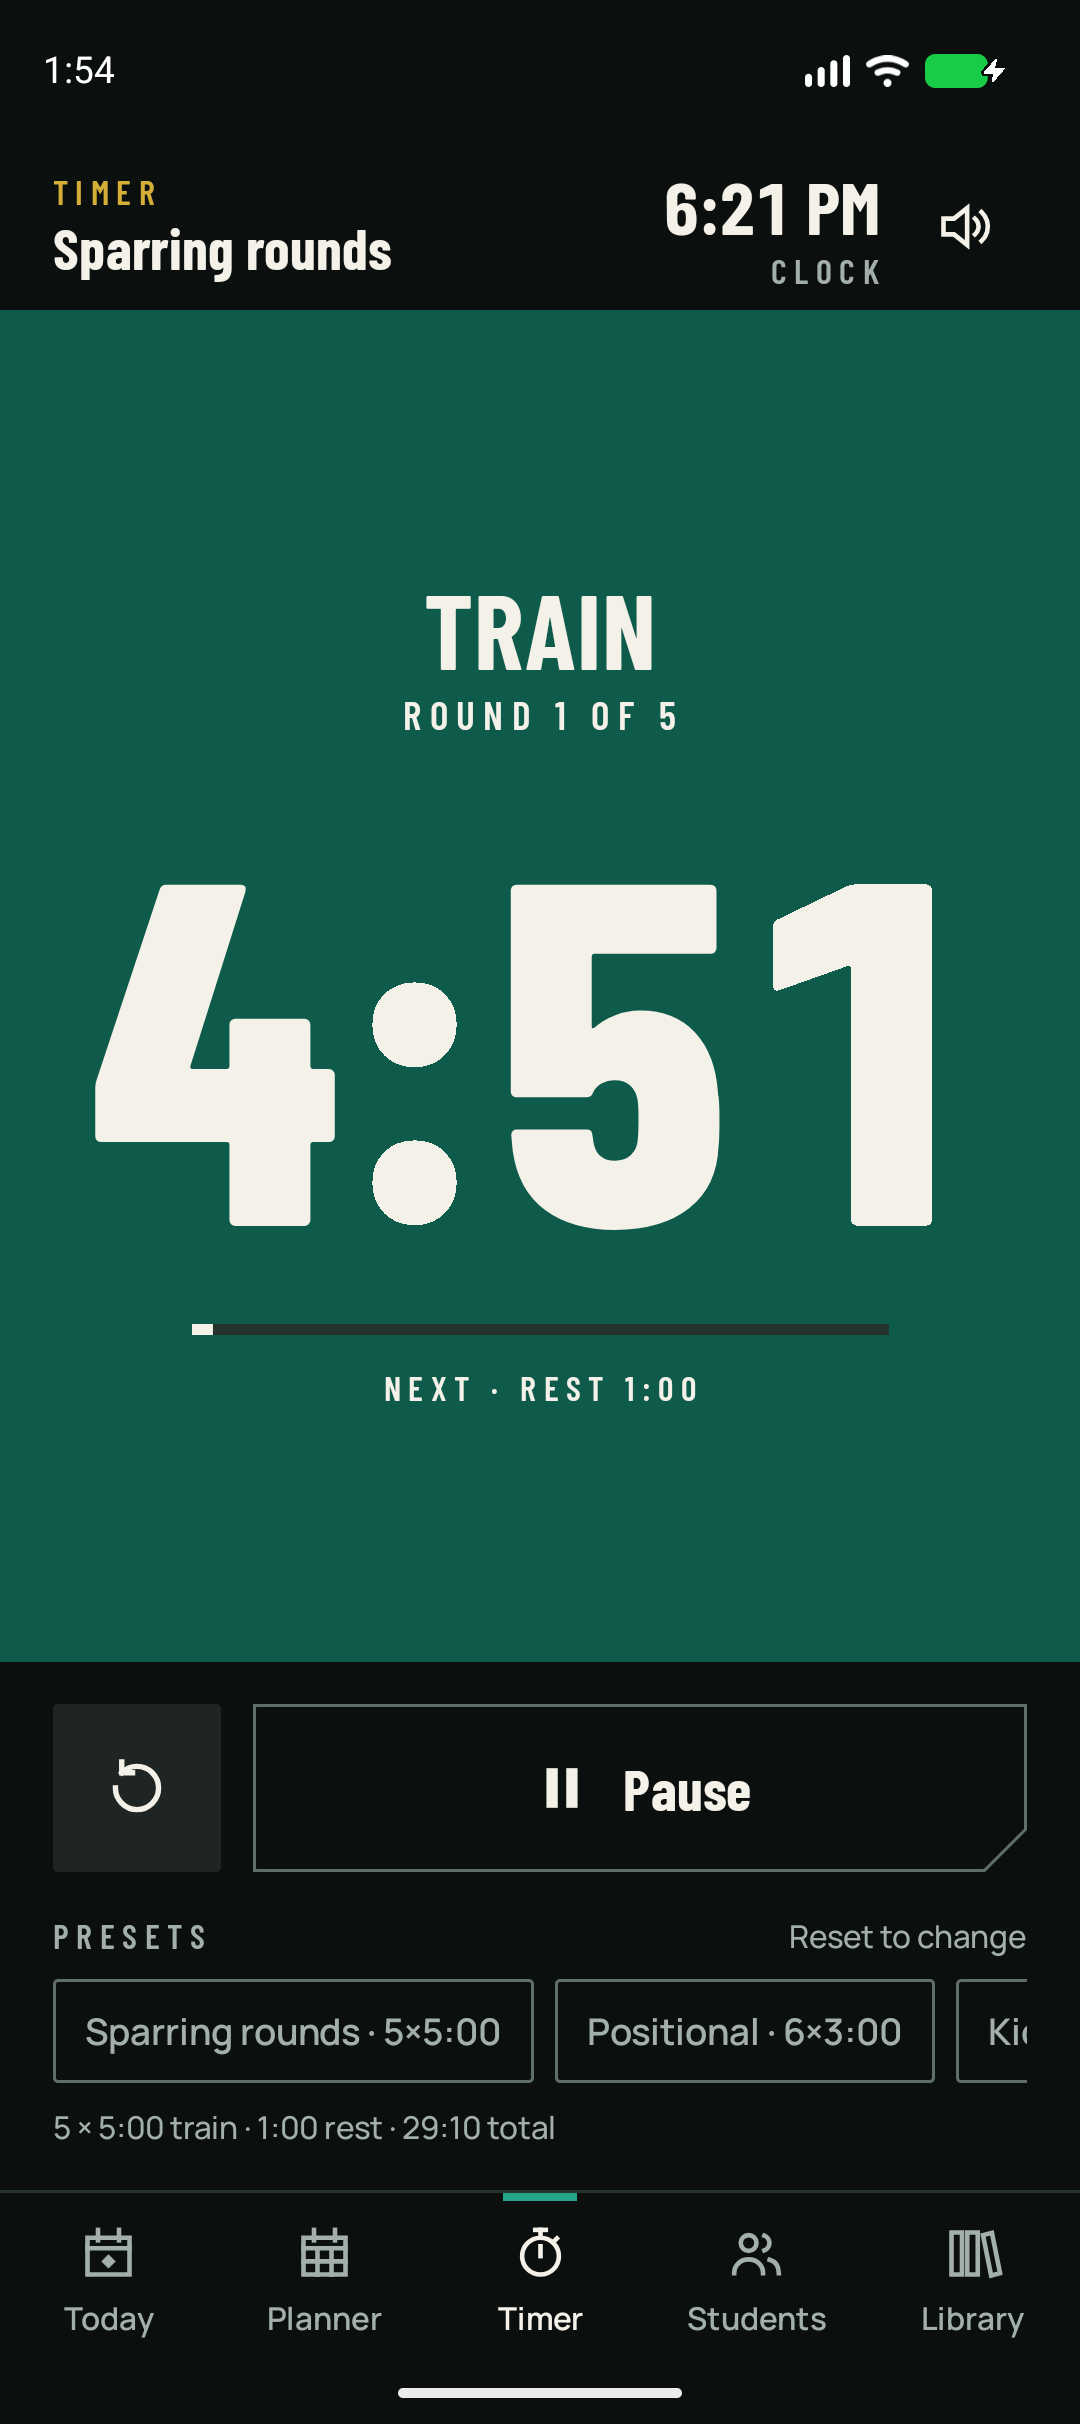 1:54
TIMER
Sparring rounds
6:21 PM
CLOCK
TRAIN
ROUND 1 OF 5
4:51
NEXT · REST 1:00
Pause
PRESETS
Reset to change
Sparring rounds · 5×5:00
Positional · 6×3:00
5 × 5:00 train · 1:00 rest · 29:10 total
Today
Planner
Timer
Students
Library